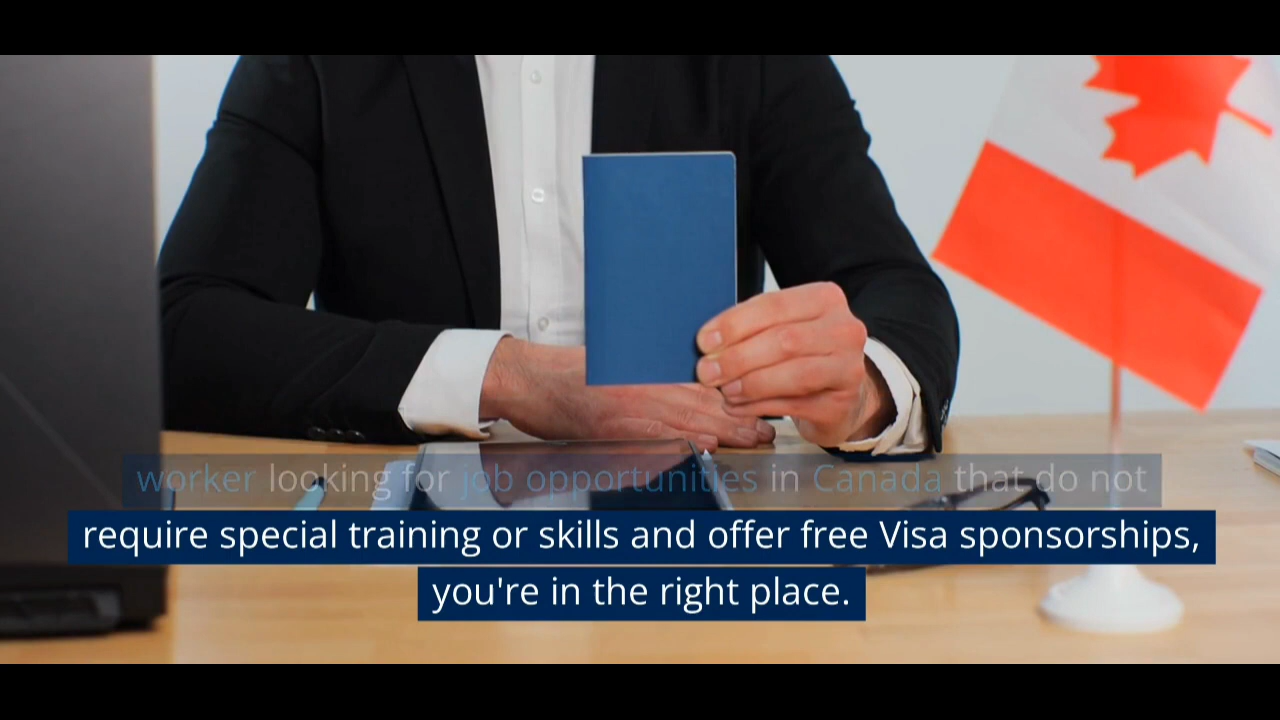 worker looking for job opportunities in Canada that do not
require special training or skills and offer free Visa sponsorships,
you're in the right place.